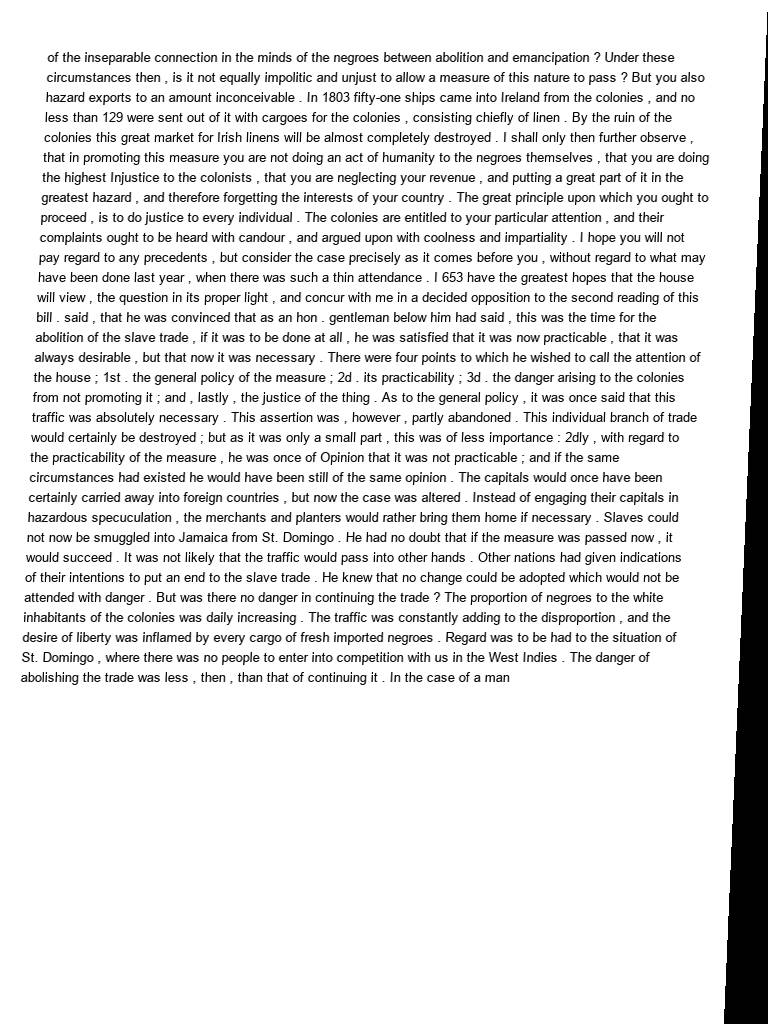 of the inseparable connection in the minds of the negroes between abolition and emancipation ? Under these
circumstances then , is it not equally impolitic and unjust to allow a measure of this nature to pass ? But you also
hazard exports to an amount inconceivable . In 1803 fifty-one ships came into Ireland from the colonies , and no
less than 129 were sent out of it with cargoes for the colonies , consisting chiefly of linen . By the ruin of the
colonies this great market for Irish linens will be almost completely destroyed . I shall only then further observe ,
that in promoting this measure you are not doing an act of humanity to the negroes themselves , that you are doing
the highest Injustice to the colonists , that you are neglecting your revenue , and putting a great part of it in the
greatest hazard , and therefore forgetting the interests of your country . The great principle upon which you ought to
proceed , is to do justice to every individual . The colonies are entitled to your particular attention , and their
complaints ought to be heard with candour , and argued upon with coolness and impartiality . I hope you will not
pay regard to any precedents , but consider the case precisely as it comes before you , without regard to what may
have been done last year , when there was such a thin attendance . I 653 have the greatest hopes that the house
will view , the question in its proper light , and concur with me in a decided opposition to the second reading of this
bill . said , that he was convinced that as an hon . gentleman below him had said , this was the time for the
abolition of the slave trade , if it was to be done at all , he was satisfied that it was now practicable , that it was
always desirable , but that now it was necessary . There were four points to which he wished to call the attention of
the house ; 1st . the general policy of the measure ; 2d . its practicability ; 3d . the danger arising to the colonies
from not promoting it ; and , lastly , the justice of the thing . As to the general policy , it was once said that this
traffic was absolutely necessary . This assertion was , however , partly abandoned . This individual branch of trade
would certainly be destroyed ; but as it was only a small part , this was of less importance : 2dly , with regard to
the practicability of the measure , he was once of Opinion that it was not practicable ; and if the same
circumstances had existed he would have been still of the same opinion . The capitals would once have been
certainly carried away into foreign countries , but now the case was altered . Instead of engaging their capitals in
hazardous specuculation , the merchants and planters would rather bring them home if necessary . Slaves could
not now be smuggled into Jamaica from St. Domingo . He had no doubt that if the measure was passed now , it
would succeed . It was not likely that the traffic would pass into other hands . Other nations had given indications
of their intentions to put an end to the slave trade . He knew that no change could be adopted which would not be
attended with danger . But was there no danger in continuing the trade ? The proportion of negroes to the white
inhabitants of the colonies was daily increasing . The traffic was constantly adding to the disproportion , and the
desire of liberty was inflamed by every cargo of fresh imported negroes . Regard was to be had to the situation of
St. Domingo , where there was no people to enter into competition with us in the West Indies . The danger of
abolishing the trade was less , then , than that of continuing it . In the case of a man